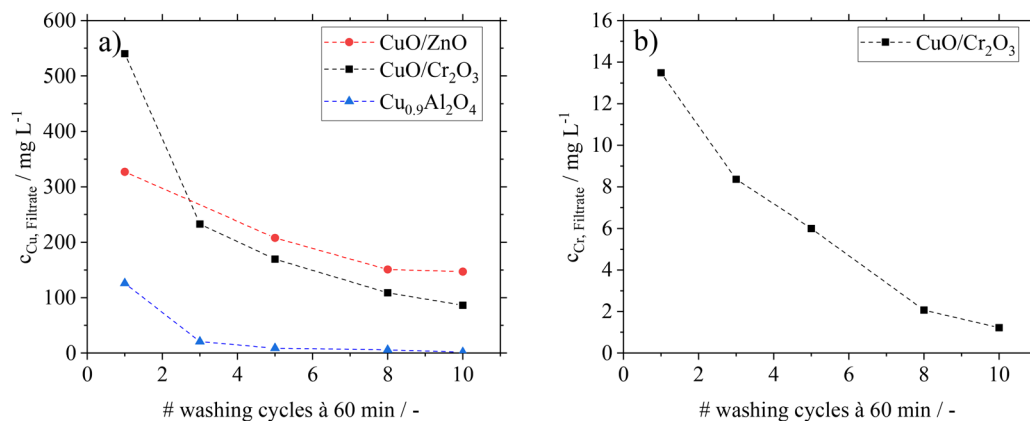 a)
CuO/ZnO
CuO/Cr₂O₃
Cu₀.₉Al₂O₄
600
500
400
300
200
100
0
0 2 4 6 8 10
c_Cu, Filtrate / mg L⁻¹
# washing cycles à 60 min / -
b)
CuO/Cr₂O₃
16
14
12
10
8
6
4
2
0
0 2 4 6 8 10
c_Cr, Filtrate / mg L⁻¹
# washing cycles à 60 min / -